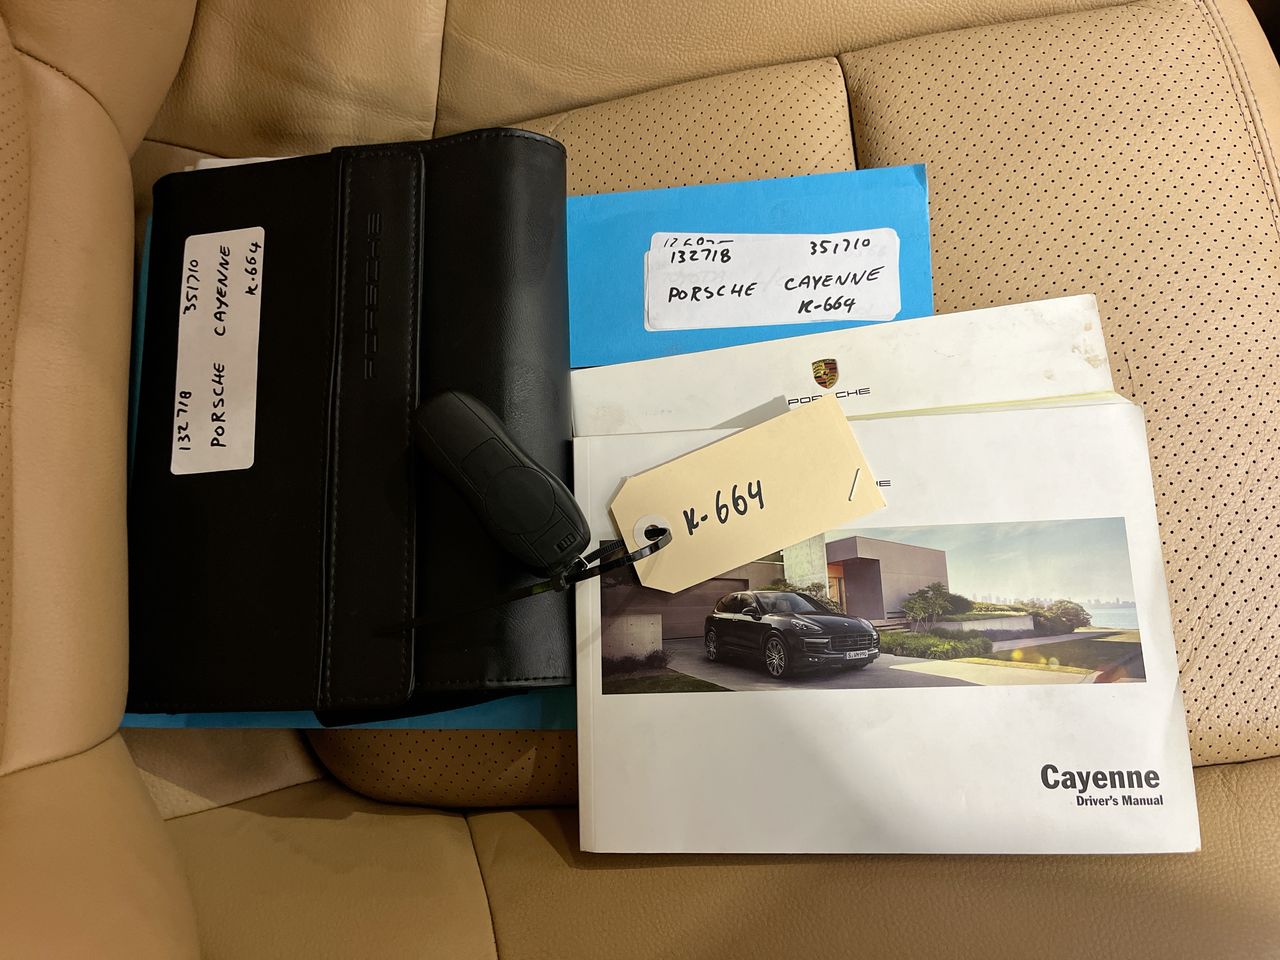 132718 351710
PORSCHE CAYENNE
K-664
PORSCHE
132718 351710
PORSCHE CAYENNE
K-664
PORSCHE
K-664
Cayenne
Driver's Manual